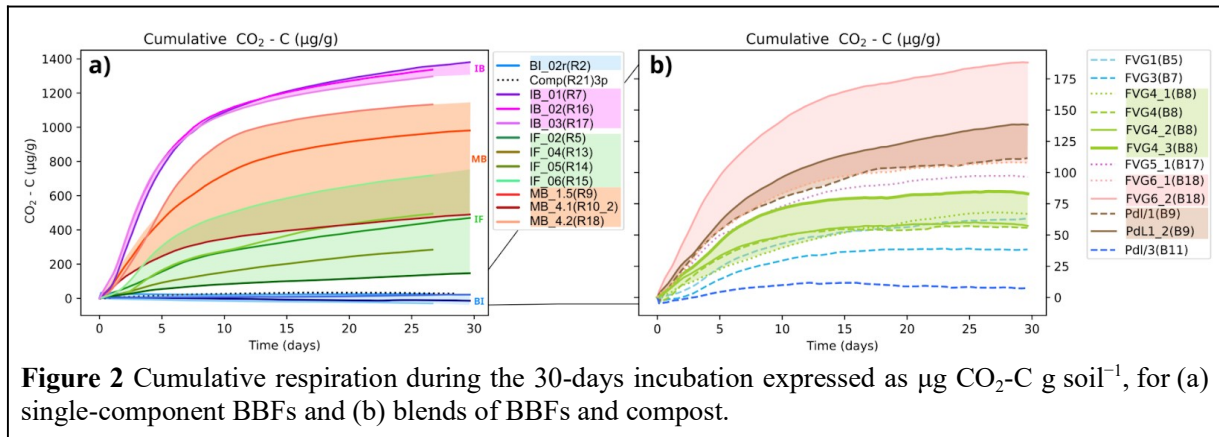 Cumulative CO₂ - C (µg/g)
a)
CO₂ - C (µg/g)
1400
1200
1000
800
600
400
200
0
0 5 10 15 20 25 30
Time (days)
IB
MB
IF
BI
BI_02r(R2)
Comp(R21)3p
IB_01(R7)
IB_02(R16)
IB_03(R17)
IF_02(R5)
IF_04(R13)
IF_05(R14)
IF_06(R15)
MB_1.5(R9)
MB_4.1(R10_2)
MB_4.2(R18)
Cumulative CO₂ - C (µg/g)
b)
175
150
125
100
75
50
25
0
0 5 10 15 20 25 30
Time (days)
FVG1(B5)
FVG3(B7)
FVG4_1(B8)
FVG4(B8)
FVG4_2(B8)
FVG4_3(B8)
FVG5_1(B17)
FVG6_1(B18)
FVG6_2(B18)
Pdl/1(B9)
PdL1_2(B9)
Pdl/3(B11)
Figure 2 Cumulative respiration during the 30-days incubation expressed as µg CO₂-C g soil⁻¹, for (a)
single-component BBFs and (b) blends of BBFs and compost.